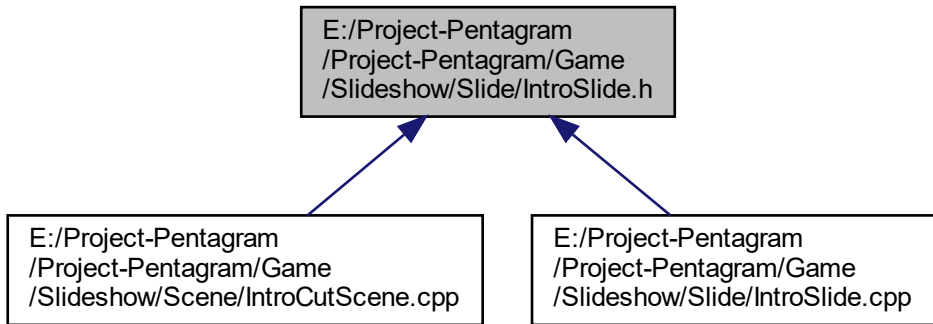 E:/Project-Pentagram
/Project-Pentagram/Game
/Slideshow/Slide/IntroSlide.h
E:/Project-Pentagram
/Project-Pentagram/Game
/Slideshow/Scene/IntroCutScene.cpp
E:/Project-Pentagram
/Project-Pentagram/Game
/Slideshow/Slide/IntroSlide.cpp